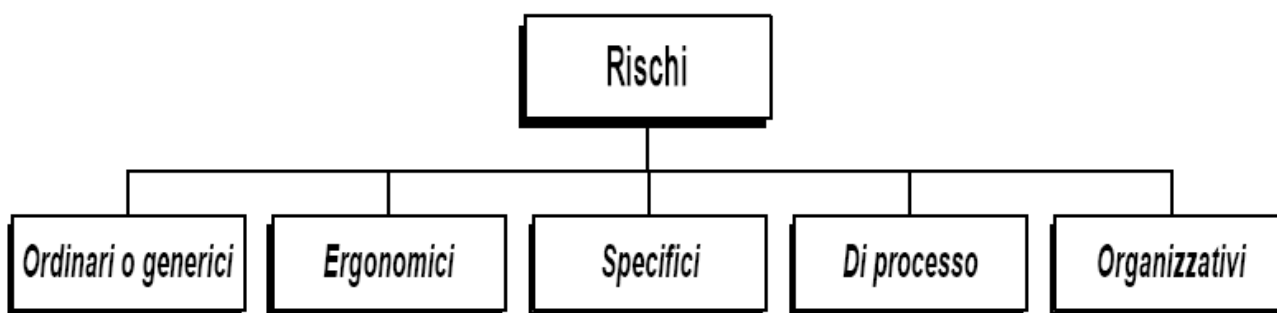 Rischi
Ordinari o generici
Ergonomici
Specifici
Di processo
Organizzativi